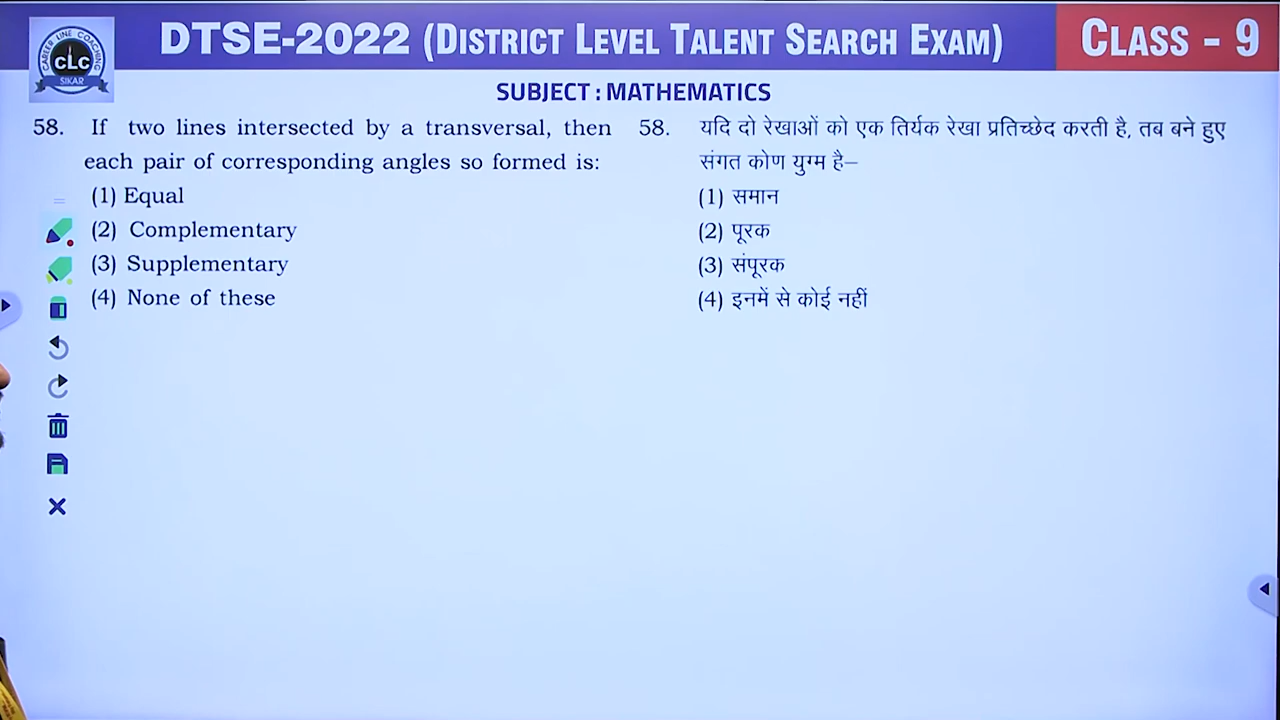 CAREER LINE COACHING
CLC
SIKAR
DTSE-2022 (DISTRICT LEVEL TALENT SEARCH EXAM)
CLASS - 9
SUBJECT : MATHEMATICS
58. If two lines intersected by a transversal, then
each pair of corresponding angles so formed is:
(1) Equal
(2) Complementary
(3) Supplementary
(4) None of these
58. यदि दो रेखाओं को एक तिर्यक रेखा प्रतिच्छेद करती है, तब बने हुए
संगत कोण युग्म है–
(1) समान
(2) पूरक
(3) संपूरक
(4) इनमें से कोई नहीं